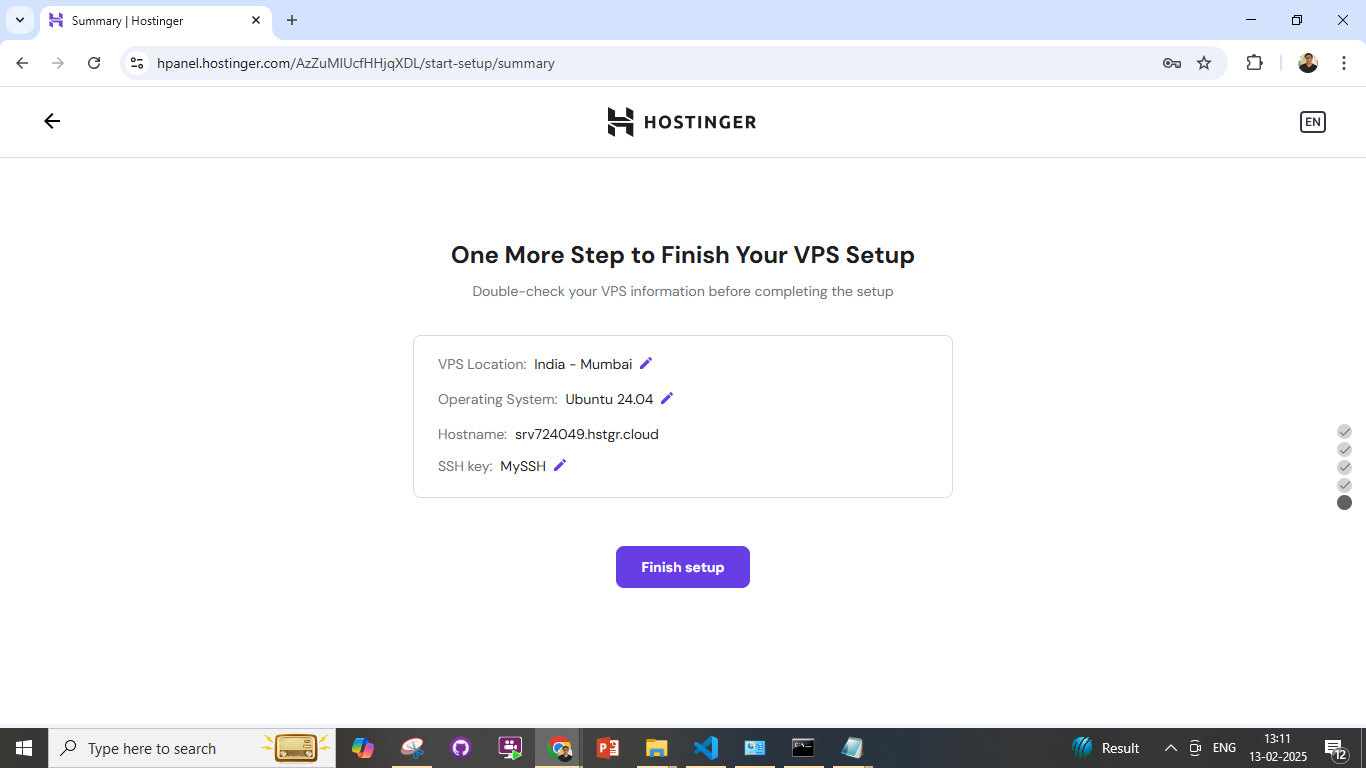 Summary | Hostinger
hpanel.hostinger.com/AzZuMIUcfHHjqXDL/start-setup/summary
HOSTINGER
EN
One More Step to Finish Your VPS Setup
Double-check your VPS information before completing the setup
VPS Location: India - Mumbai
Operating System: Ubuntu 24.04
Hostname: srv724049.hstgr.cloud
SSH key: MySSH
Finish setup
Type here to search
Result
ENG
13:11
13-02-2025
12